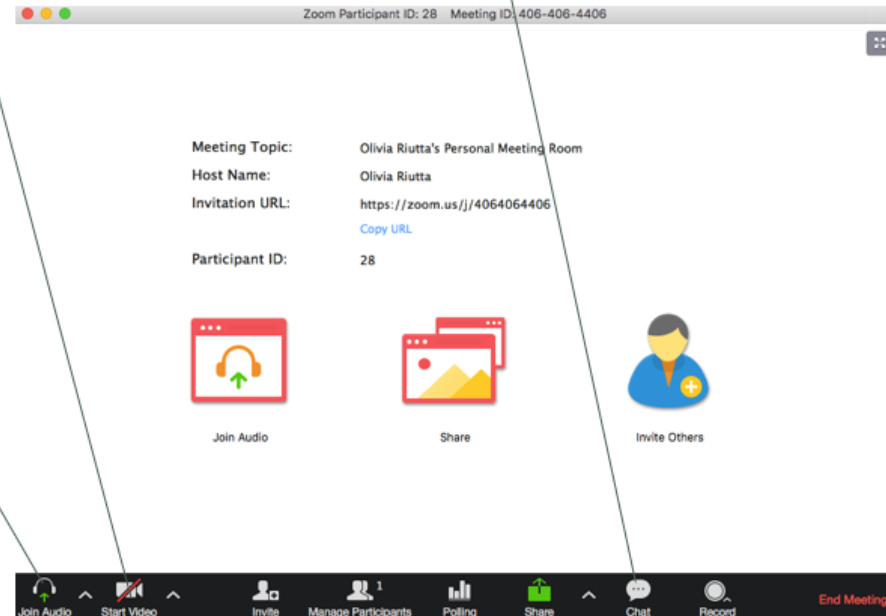 Zoom Participant ID: 28 Meeting ID: 406-406-4406
Meeting Topic: Olivia Riutta's Personal Meeting Room
Host Name: Olivia Riutta
Invitation URL: https://zoom.us/j/4064064406
Copy URL
Participant ID: 28
Join Audio Share Invite Others
Join Audio Start Video Invite Manage Participants 1 Polling Share Chat Record End Meeting